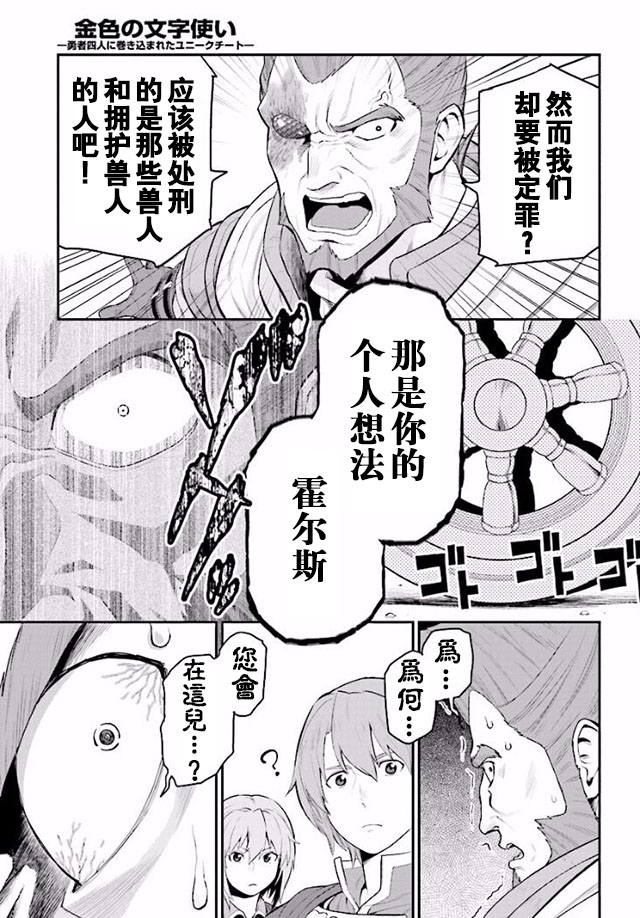 金色の文字使い
―勇者四人に巻き込まれたユニークチート―
然而我们
却要被定罪?
应该被处刑
的是那些兽人
和拥护兽人
的人吧!
那是你的
个人想法
霍尔斯
ゴト
ゴト
ゴト
爲…
爲何…
?
您會
在這兒…?